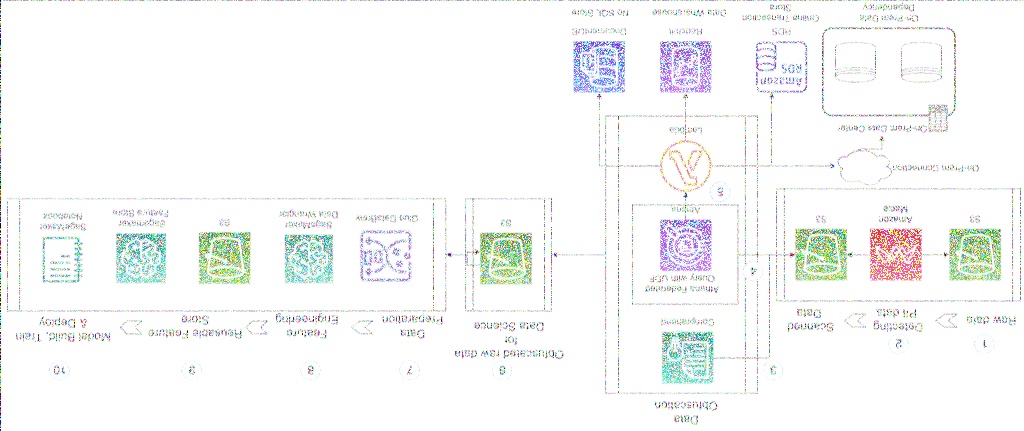 Data
Obfuscation
1
2
3
6
7
8
9
10
Raw data
Detecting
PII data
Scanned
Data
Comprehend
Obfuscated raw data
for
Data Science
Data
Preparation
Feature
Engineering
Reusable Feature
Store
Model Build, Train
& Deploy
Athena Federated
Query with UDF
4
S3
Amazon
Macie
S3
Athena
S3
Glue DataBrew
SageMaker
Data Wrangler
S3
Sagemaker
Feature Store
SageMaker
Notebook
5
On-Prem Connection
Lambda
On-Prem Data Center
Amazon
RDS
On-Prem Data
Dependency
RDS
Online Transaction
Store
Redshift
Data Warehouse
DocumentDB
No SQL Store